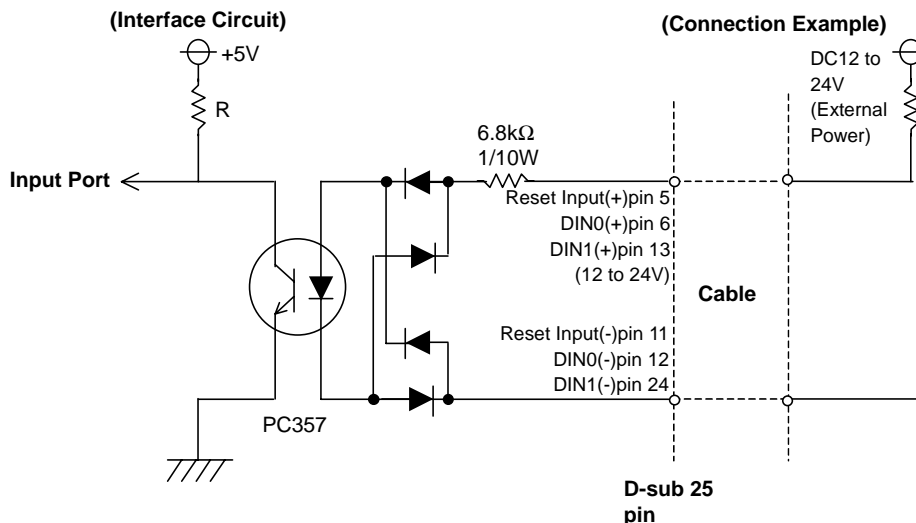 (Interface Circuit)
+5V
R
Input Port
PC357
6.8kΩ
1/10W
Reset Input(+)pin 5
DIN0(+)pin 6
DIN1(+)pin 13
(12 to 24V)
Reset Input(-)pin 11
DIN0(-)pin 12
DIN1(-)pin 24
Cable
D-sub 25
pin
(Connection Example)
DC12 to
24V
(External
Power)